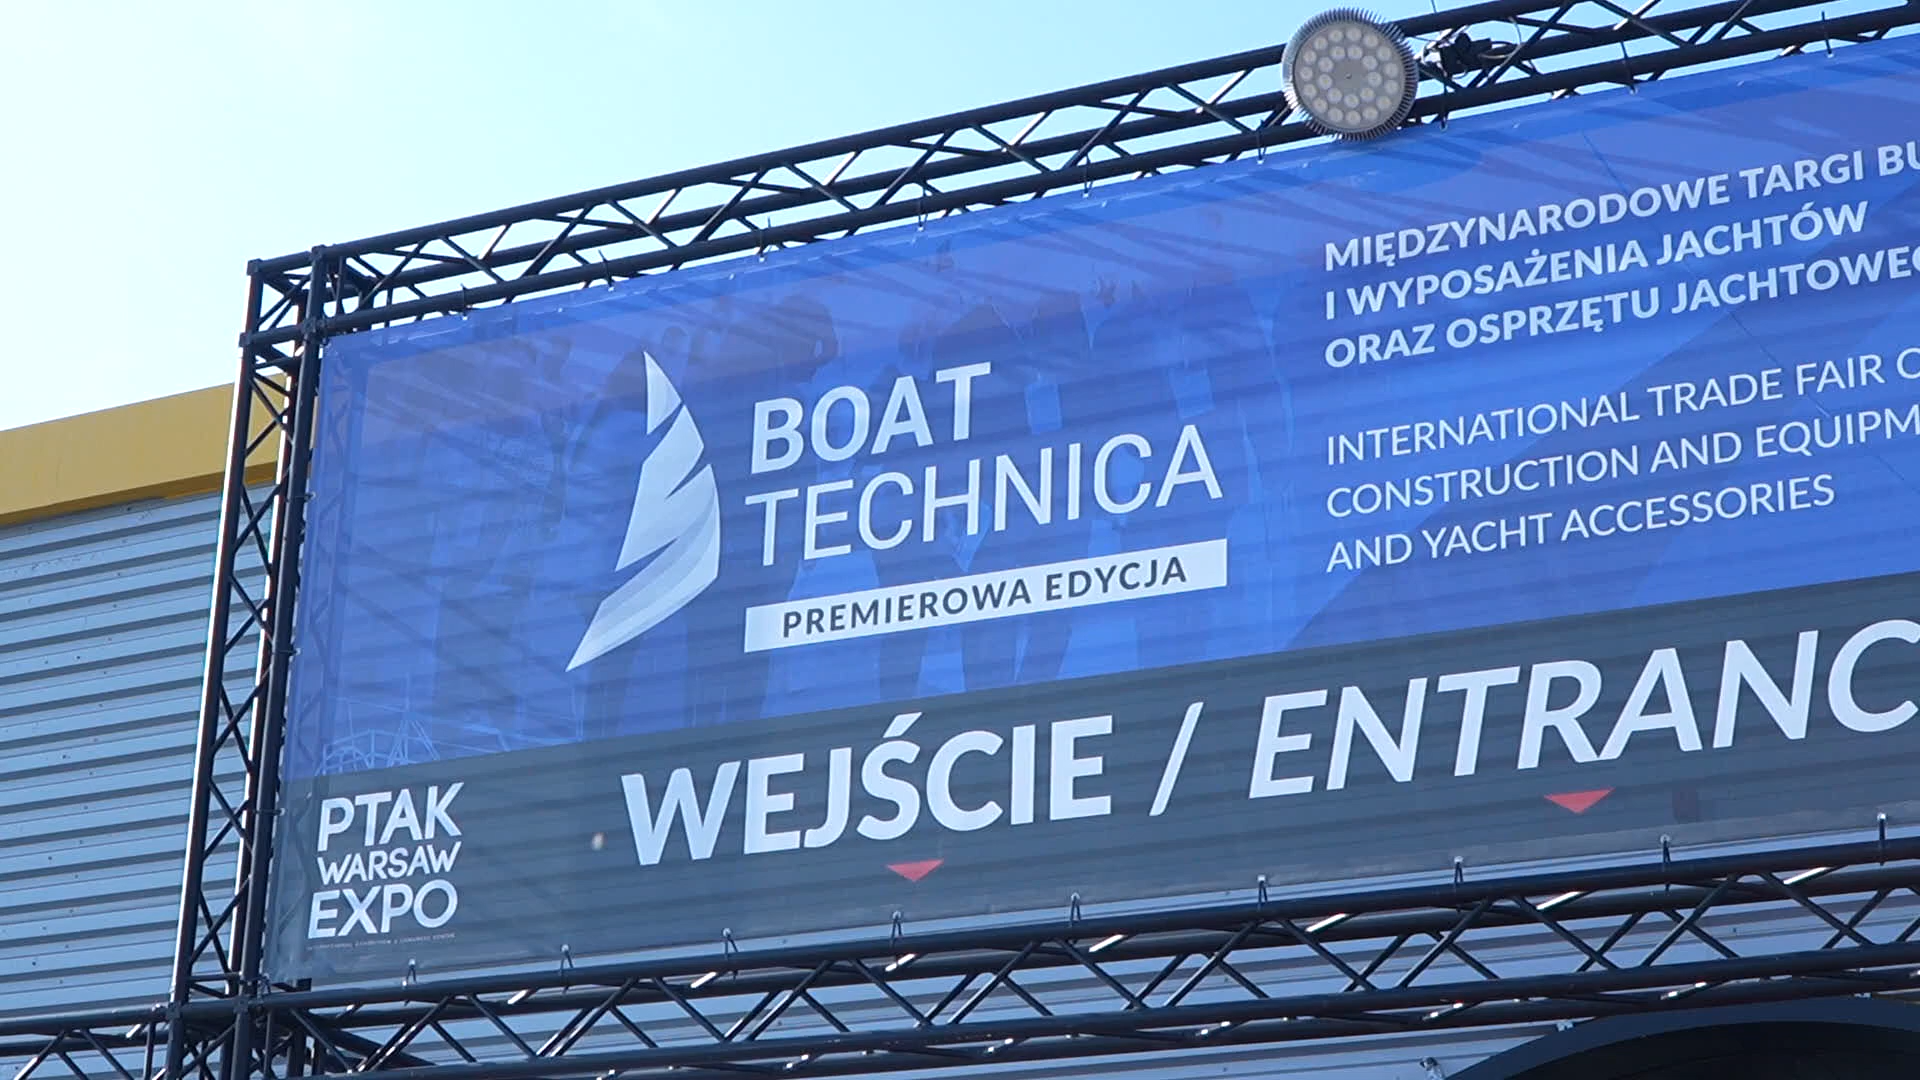 BOAT
TECHNICA
PREMIEROWA EDYCJA
MIĘDZYNARODOWE TARGI BU
I WYPOSAŻENIA JACHTÓW
ORAZ OSPRZĘTU JACHTOWEG
INTERNATIONAL TRADE FAIR O
CONSTRUCTION AND EQUIPM
AND YACHT ACCESSORIES
WEJŚCIE / ENTRANC
PTAK
WARSAW
EXPO